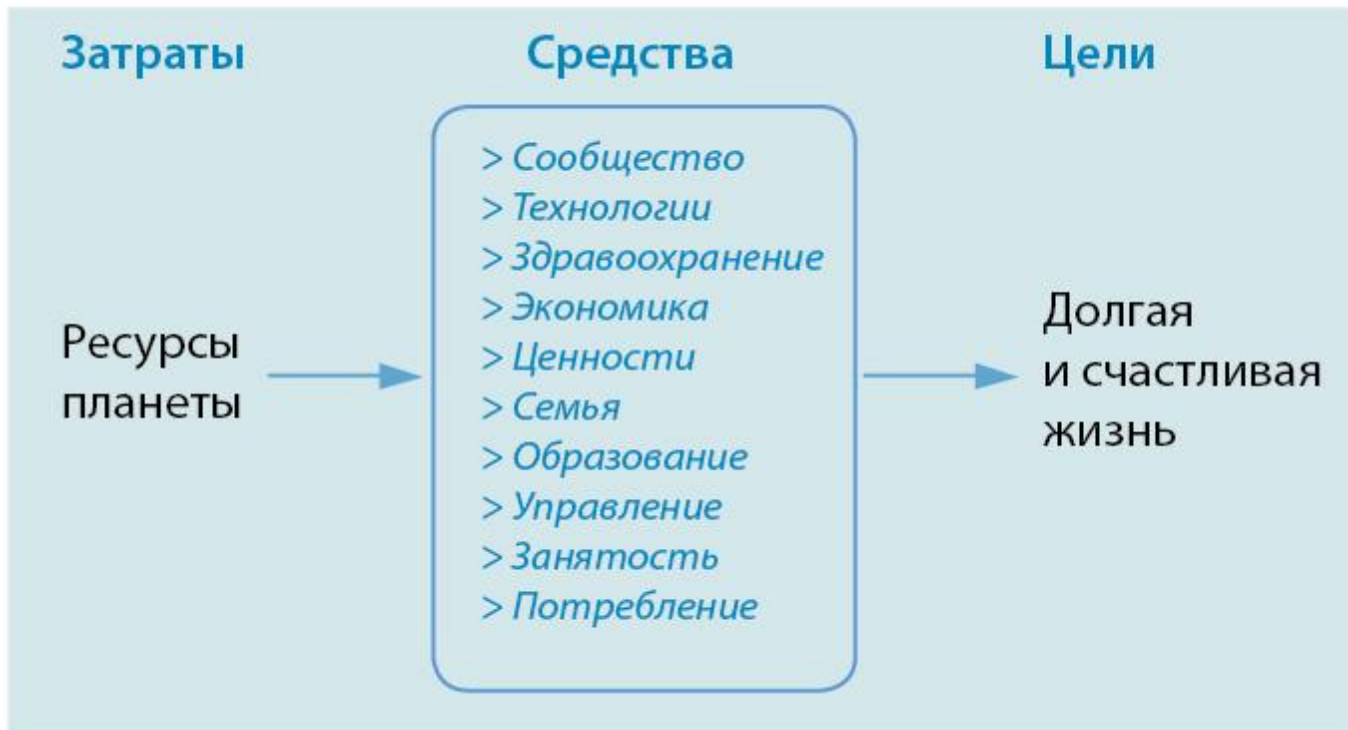 Затраты
Средства
Цели
Ресурсы
планеты
> Сообщество
> Технологии
> Здравоохранение
> Экономика
> Ценности
> Семья
> Образование
> Управление
> Занятость
> Потребление
Долгая
и счастливая
жизнь